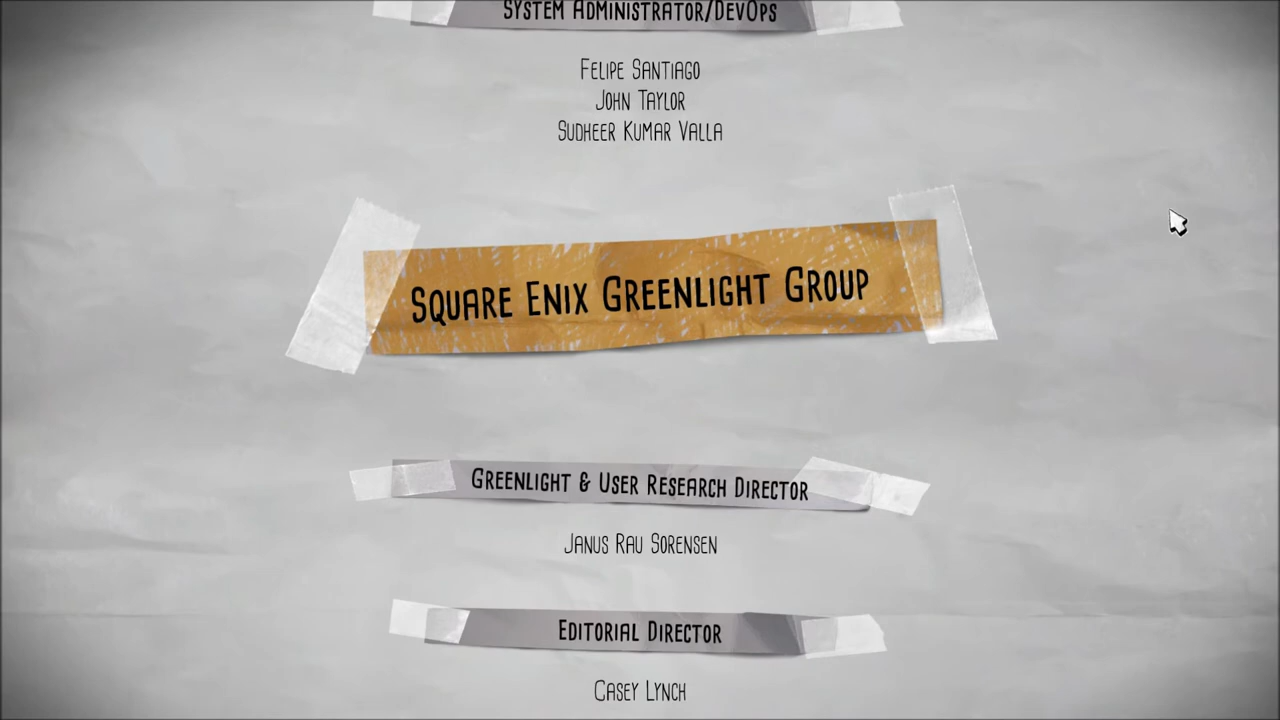 System Administrator/DevOps
Felipe Santiago
John Taylor
Sudheer Kumar Valla
Square Enix Greenlight Group
Greenlight & User Research Director
Janus Rau Sorensen
Editorial Director
Casey Lynch